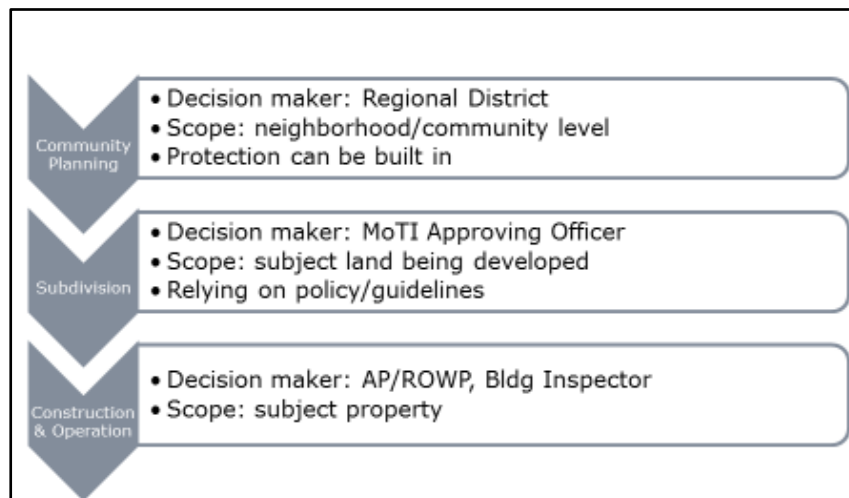 Community
Planning
• Decision maker: Regional District
• Scope: neighborhood/community level
• Protection can be built in
Subdivision
• Decision maker: MoTI Approving Officer
• Scope: subject land being developed
• Relying on policy/guidelines
Construction
& Operation
• Decision maker: AP/ROWP, Bldg Inspector
• Scope: subject property